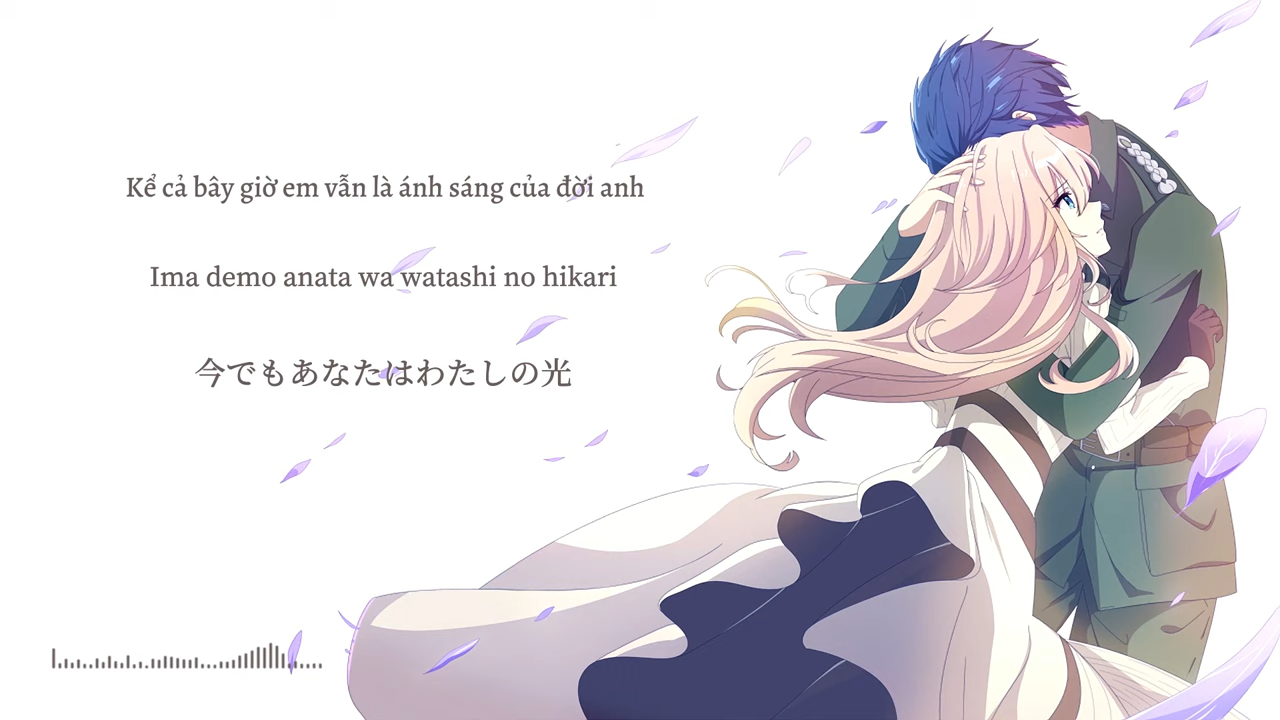 Kể cả bây giờ em vẫn là ánh sáng của đời anh
Ima demo anata wa watashi no hikari
今でもあなたはわたしの光